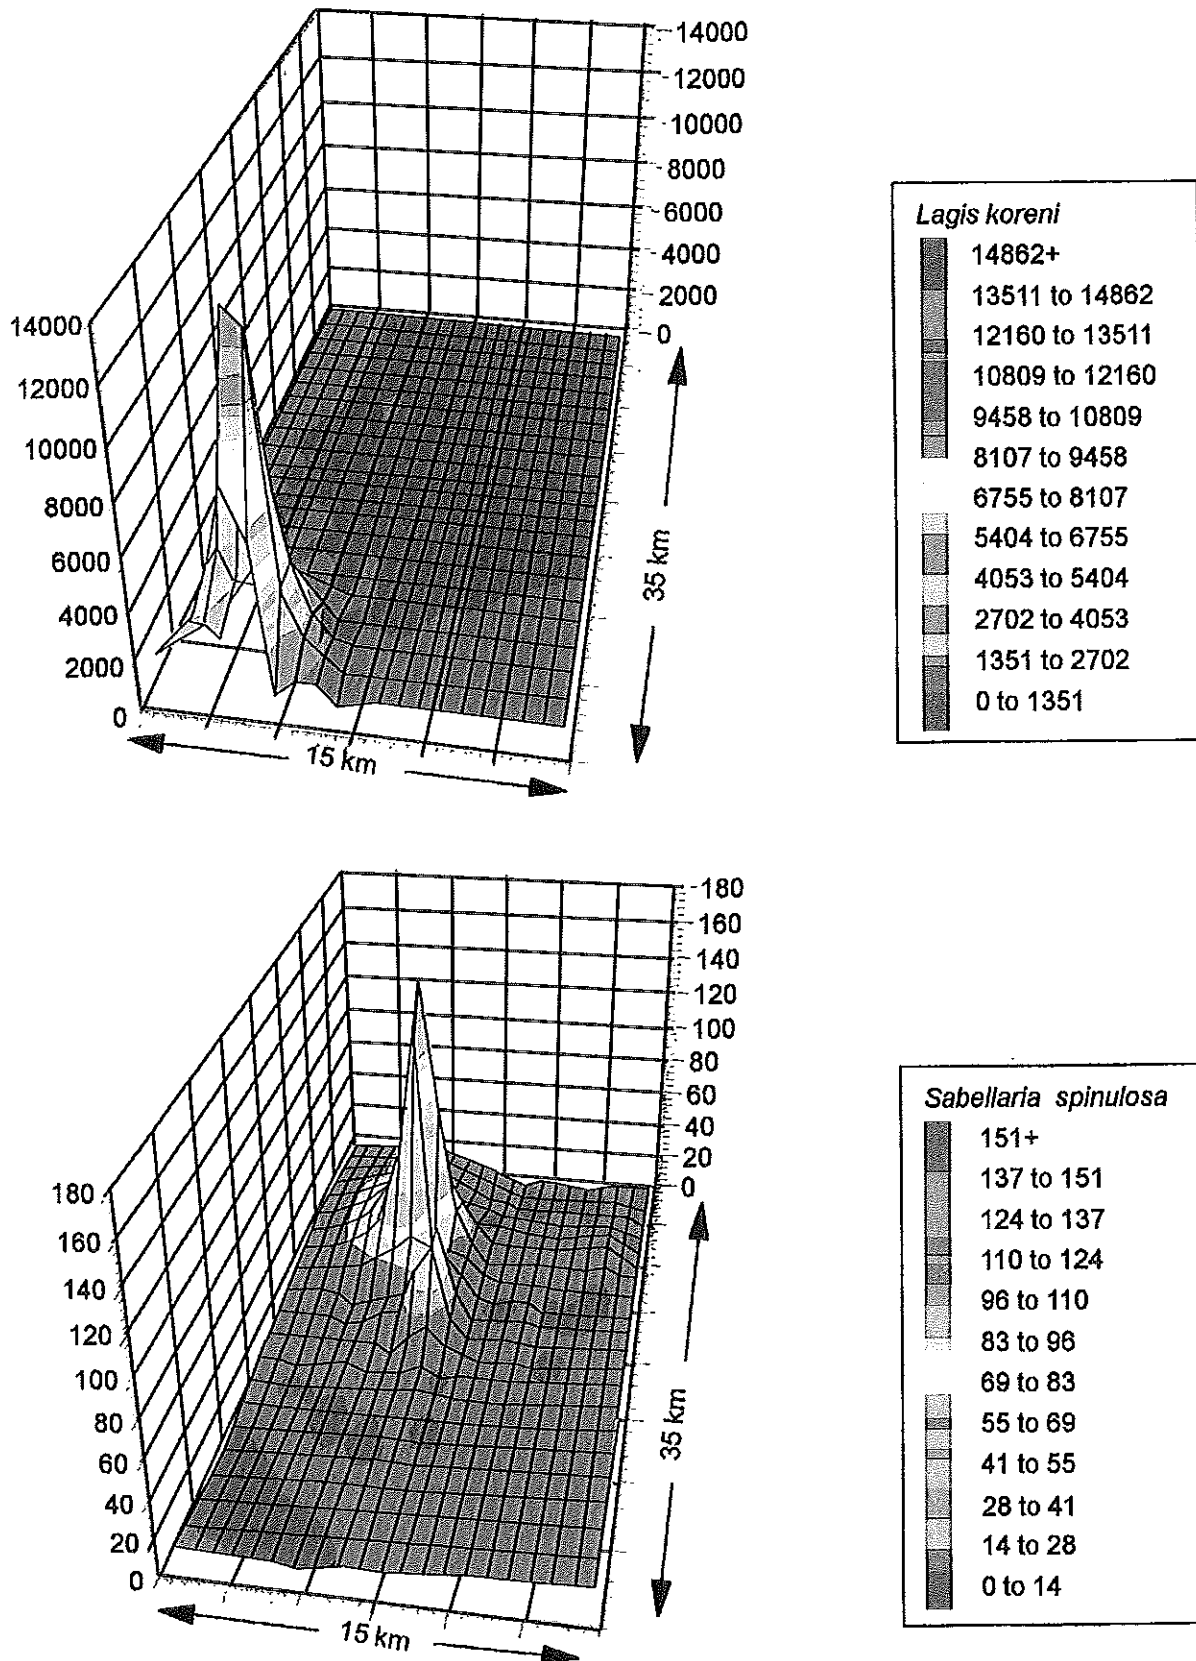 14000
12000
10000
8000
6000
4000
2000
0
14000
12000
10000
8000
6000
4000
2000
0
15 km
35 km
Lagis koreni
14862+
13511 to 14862
12160 to 13511
10809 to 12160
9458 to 10809
8107 to 9458
6755 to 8107
5404 to 6755
4053 to 5404
2702 to 4053
1351 to 2702
0 to 1351
180
160
140
120
100
80
60
40
20
0
180
160
140
120
100
80
60
40
20
0
15 km
35 km
Sabellaria spinulosa
151+
137 to 151
124 to 137
110 to 124
96 to 110
83 to 96
69 to 83
55 to 69
41 to 55
28 to 41
14 to 28
0 to 14